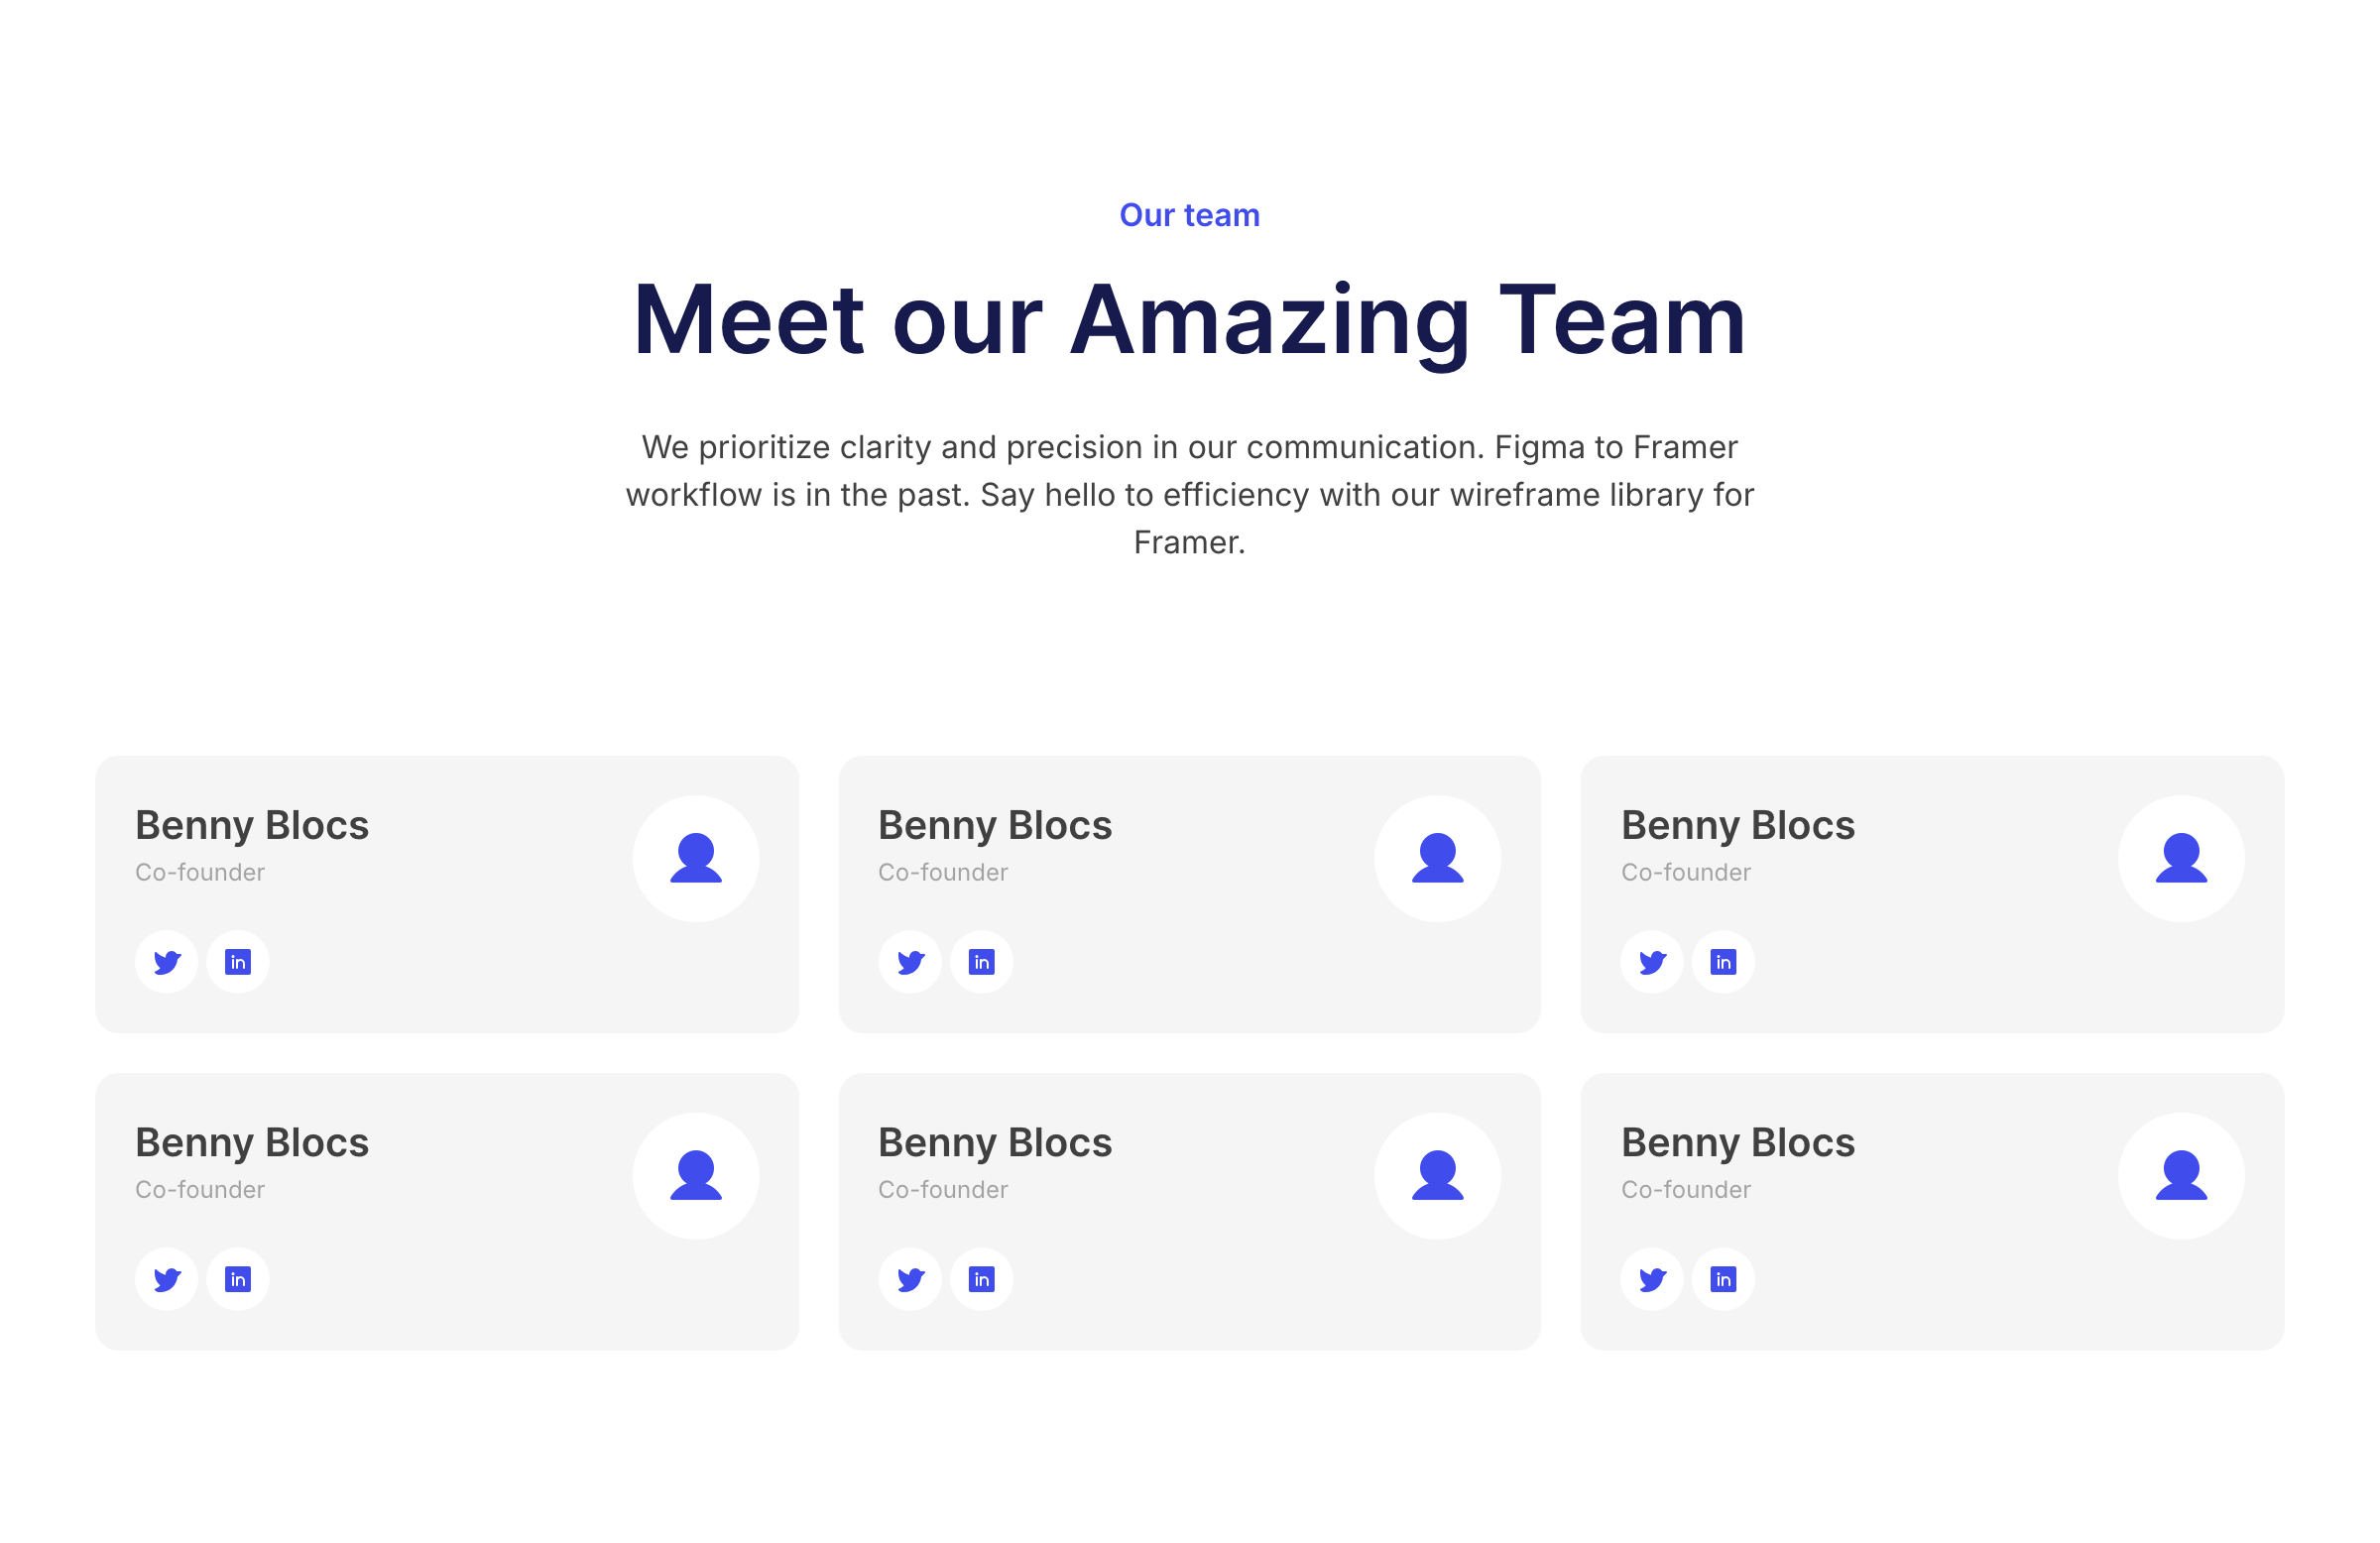 Our team
Meet our Amazing Team
We prioritize clarity and precision in our communication. Figma to Framer
workflow is in the past. Say hello to efficiency with our wireframe library for
Framer.
Benny Blocs
Co-founder
in
Benny Blocs
Co-founder
in
Benny Blocs
Co-founder
in
Benny Blocs
Co-founder
in
Benny Blocs
Co-founder
in
Benny Blocs
Co-founder
in